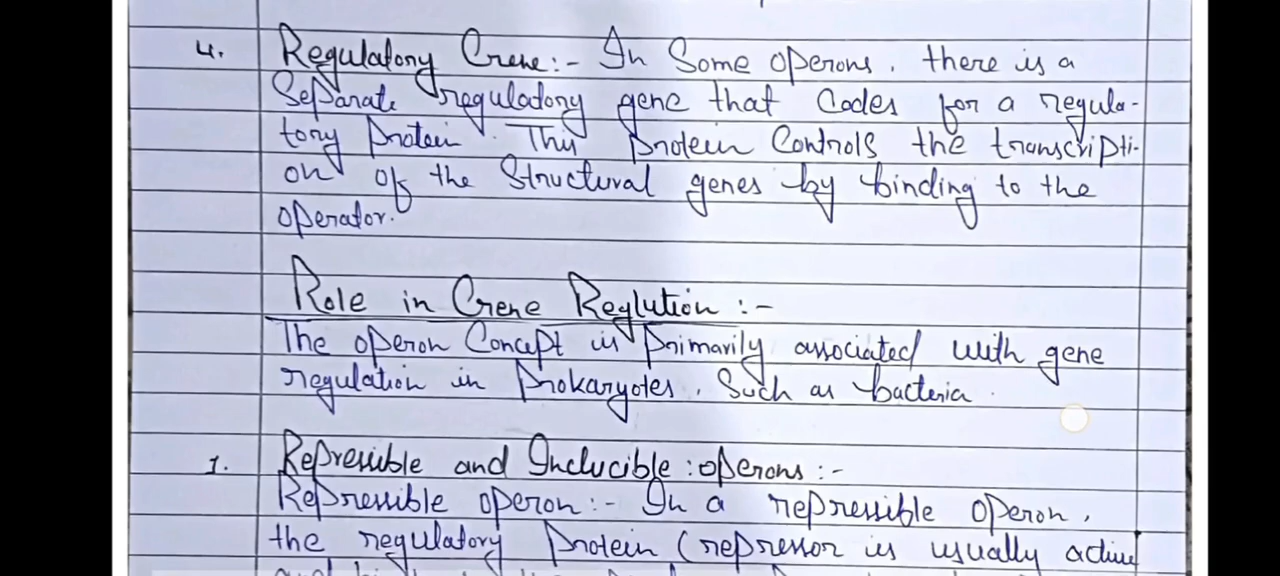 4. Regulatory Gene:- In Some operons, there is a
Separate regulatory gene that Codes for a regula-
tory protein. This protein Controls the transcripti-
on of the Structural genes by binding to the
operator.
Role in Gene Reglution :-
The operon Concept is primarily associated with gene
regulation in Prokaryotes, Such as bacteria.
1. Repressible and Inclucible : operons :-
Repressible operon :- In a repressible operon,
the regulatory protein (repressor is usually active